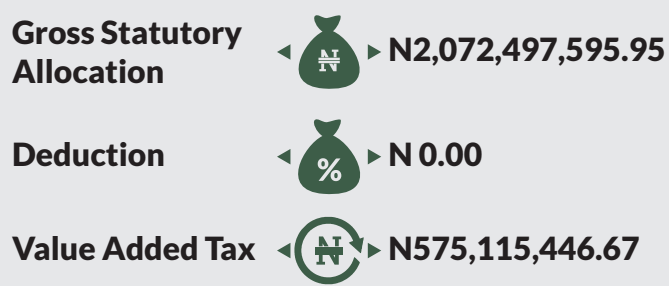 Gross Statutory
Allocation
₦
N2,072,497,595.95
Deduction
%
N 0.00
Value Added Tax
₦
N575,115,446.67